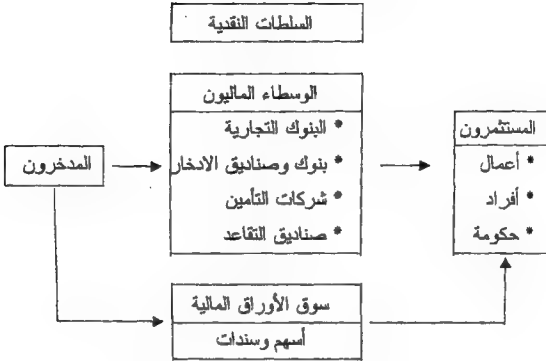 السلطات النقدية
الوسطاء الماليون
* البنوك التجارية
* بنوك وصناديق الادخار
* شركات التأمين
* صناديق التقاعد
المدخرون
المستثمرون
* أعمال
* أفراد
* حكومة
سوق الأوراق المالية
أسهم وسندات